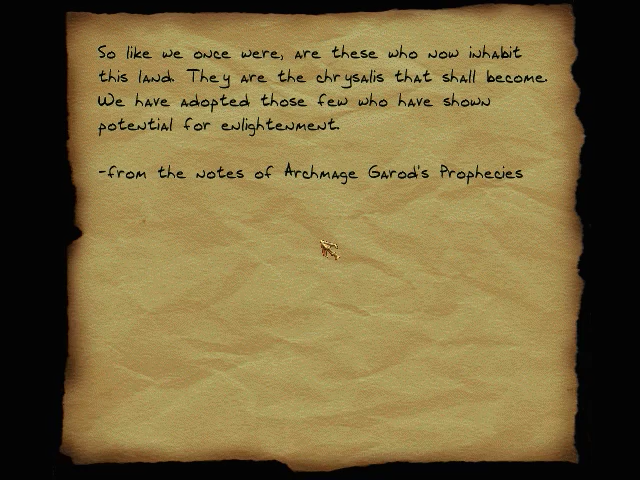 So like we once were, are these who now inhabit
this land. They are the chrysalis that shall become.
We have adopted those few who have shown
potential for enlightenment.
-from the notes of Archmage Garod's Prophecies